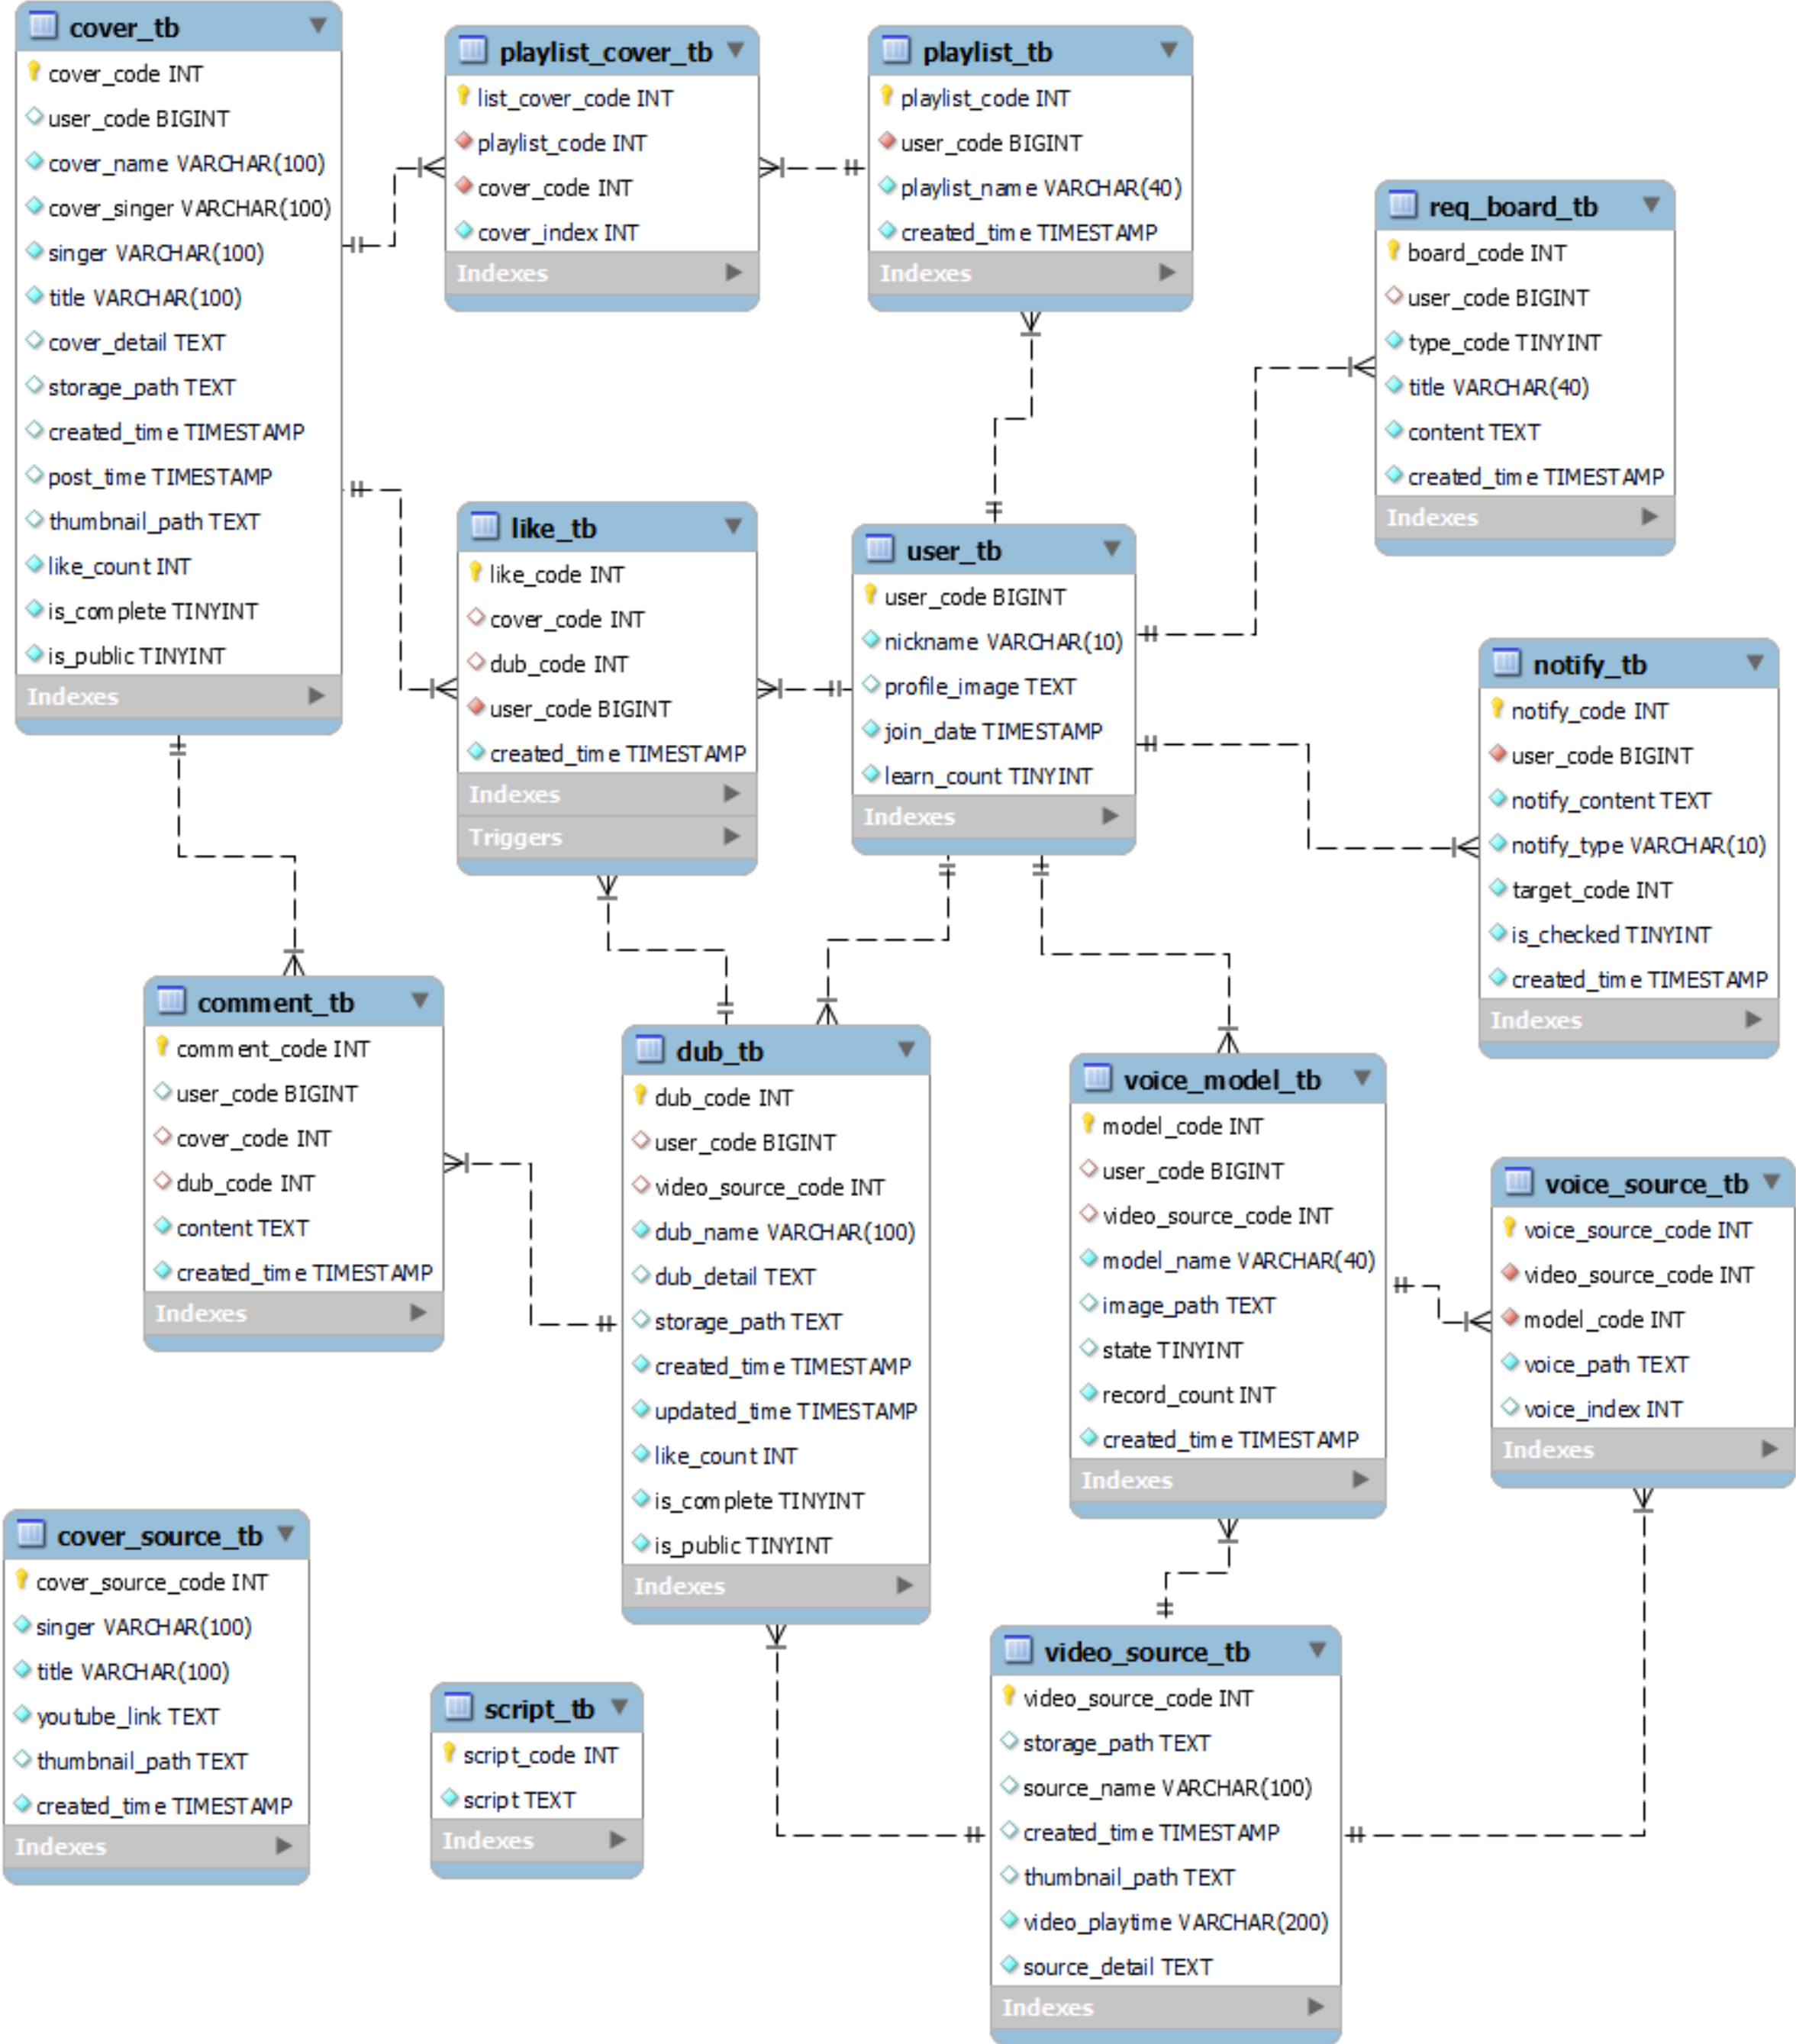 cover_tb
cover_code INT
user_code BIGINT
cover_name VARCHAR(100)
cover_singer VARCHAR(100)
singer VARCHAR(100)
title VARCHAR(100)
cover_detail TEXT
storage_path TEXT
created_time TIMESTAMP
post_time TIMESTAMP
thumbnail_path TEXT
like_count INT
is_complete TINYINT
is_public TINYINT
Indexes
playlist_cover_tb
list_cover_code INT
playlist_code INT
cover_code INT
cover_index INT
Indexes
playlist_tb
playlist_code INT
user_code BIGINT
playlist_name VARCHAR(40)
created_time TIMESTAMP
Indexes
req_board_tb
board_code INT
user_code BIGINT
type_code TINYINT
title VARCHAR(40)
content TEXT
created_time TIMESTAMP
Indexes
like_tb
like_code INT
cover_code INT
dub_code INT
user_code BIGINT
created_time TIMESTAMP
Indexes
Triggers
user_tb
user_code BIGINT
nickname VARCHAR(10)
profile_image TEXT
join_date TIMESTAMP
learn_count TINYINT
Indexes
notify_tb
notify_code INT
user_code BIGINT
notify_content TEXT
notify_type VARCHAR(10)
target_code INT
is_checked TINYINT
created_time TIMESTAMP
Indexes
comment_tb
comment_code INT
user_code BIGINT
cover_code INT
dub_code INT
content TEXT
created_time TIMESTAMP
Indexes
dub_tb
dub_code INT
user_code BIGINT
video_source_code INT
dub_name VARCHAR(100)
dub_detail TEXT
storage_path TEXT
created_time TIMESTAMP
updated_time TIMESTAMP
like_count INT
is_complete TINYINT
is_public TINYINT
Indexes
voice_model_tb
model_code INT
user_code BIGINT
video_source_code INT
model_name VARCHAR(40)
image_path TEXT
state TINYINT
record_count INT
created_time TIMESTAMP
Indexes
voice_source_tb
voice_source_code INT
video_source_code INT
model_code INT
voice_path TEXT
voice_index INT
Indexes
cover_source_tb
cover_source_code INT
singer VARCHAR(100)
title VARCHAR(100)
youtube_link TEXT
thumbnail_path TEXT
created_time TIMESTAMP
Indexes
script_tb
script_code INT
script TEXT
Indexes
video_source_tb
video_source_code INT
storage_path TEXT
source_name VARCHAR(100)
created_time TIMESTAMP
thumbnail_path TEXT
video_playtime VARCHAR(200)
source_detail TEXT
Indexes